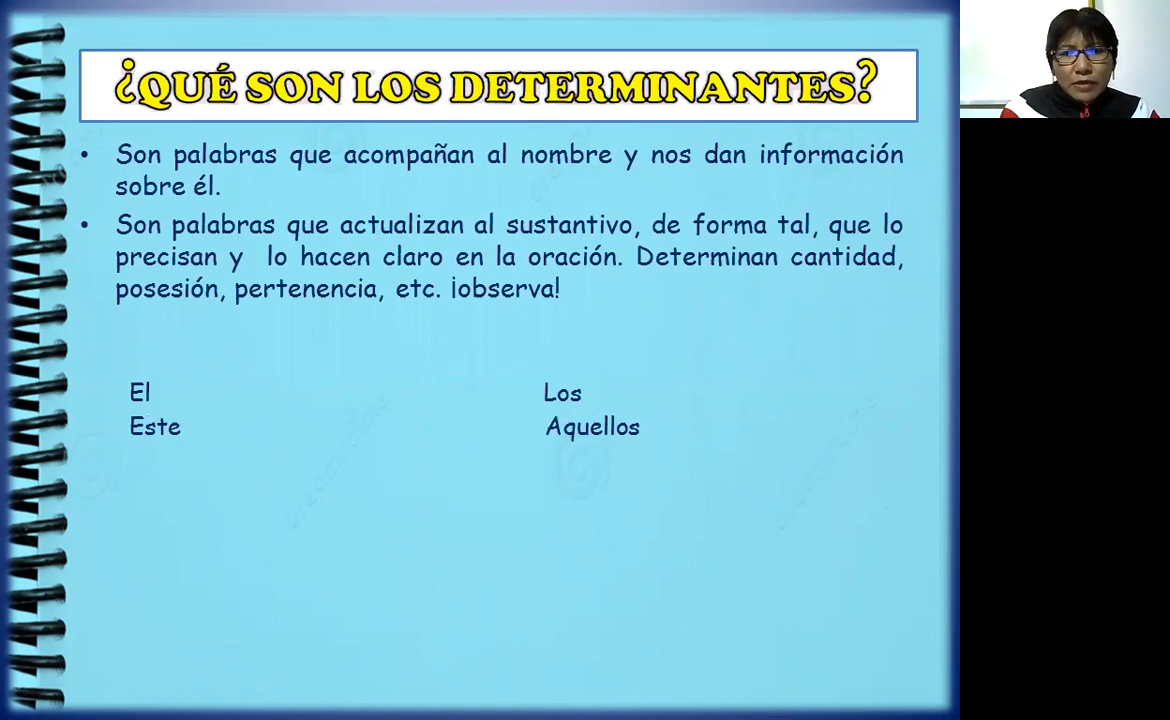 ¿QUÉ SON LOS DETERMINANTES?
• Son palabras que acompañan al nombre y nos dan información
sobre él.
• Son palabras que actualizan al sustantivo, de forma tal, que lo
precisan y lo hacen claro en la oración. Determinan cantidad,
posesión, pertenencia, etc. ¡observa!
El Los
Este Aquellos